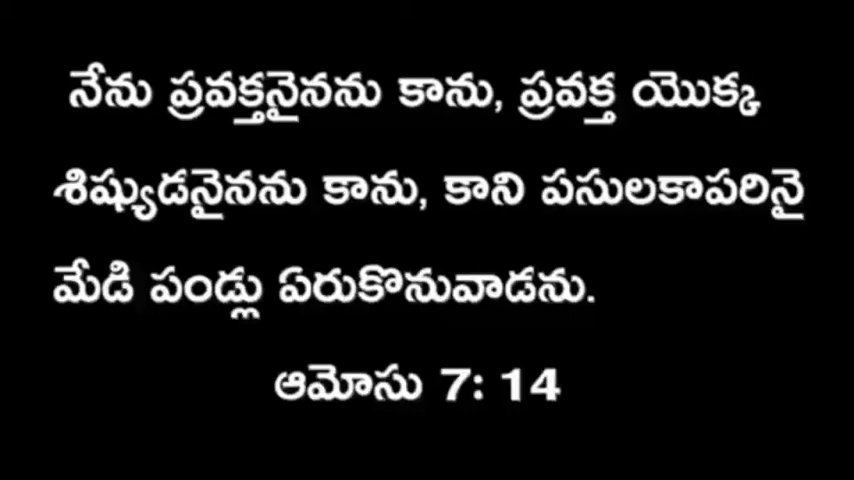 నేను ప్రవక్తనైనను కాను, ప్రవక్త యొక్క
శిష్యుడనైనను కాను, కాని పసులకాపరినై
మేడి పండ్లు ఏరుకొనువాడను.
ఆమోసు 7: 14